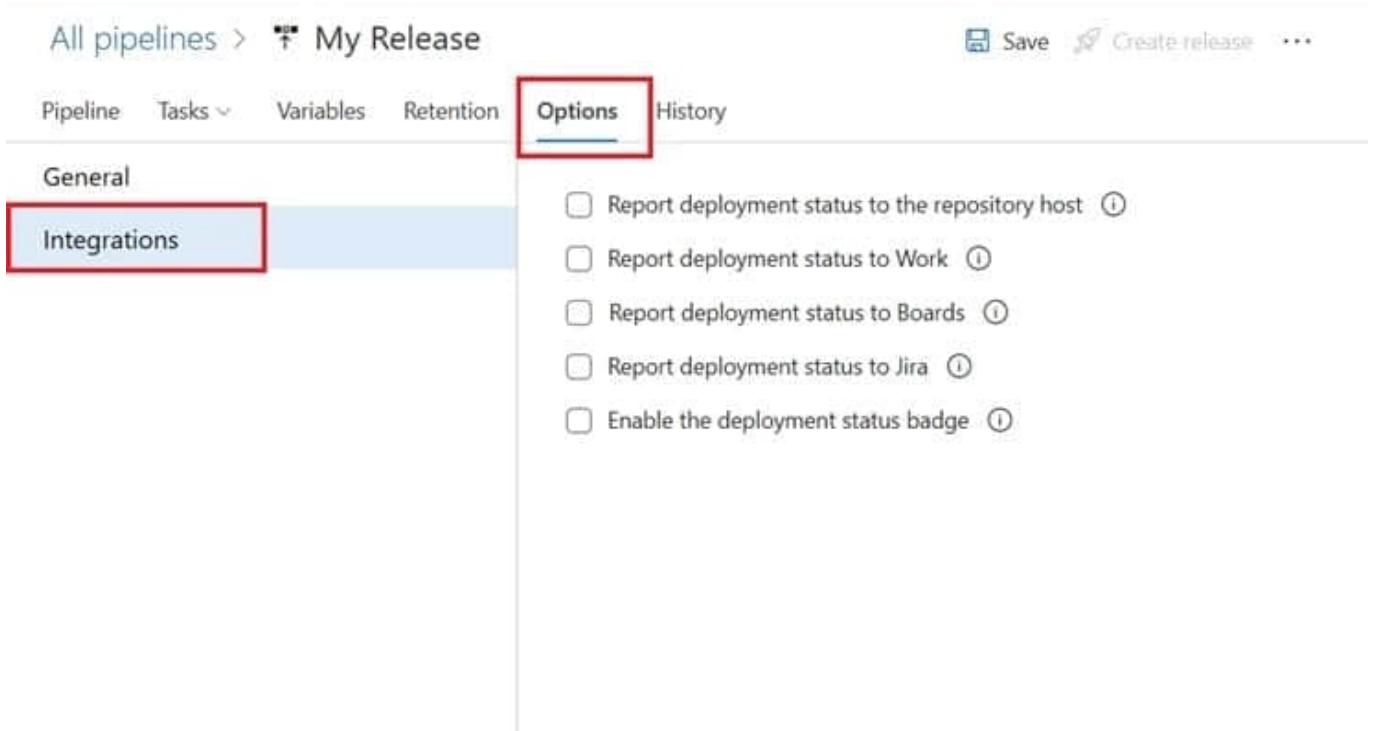 All pipelines > My Release
Save Create release ...
Pipeline Tasks Variables Retention Options History
General
Integrations
Report deployment status to the repository host
Report deployment status to Work
Report deployment status to Boards
Report deployment status to Jira
Enable the deployment status badge